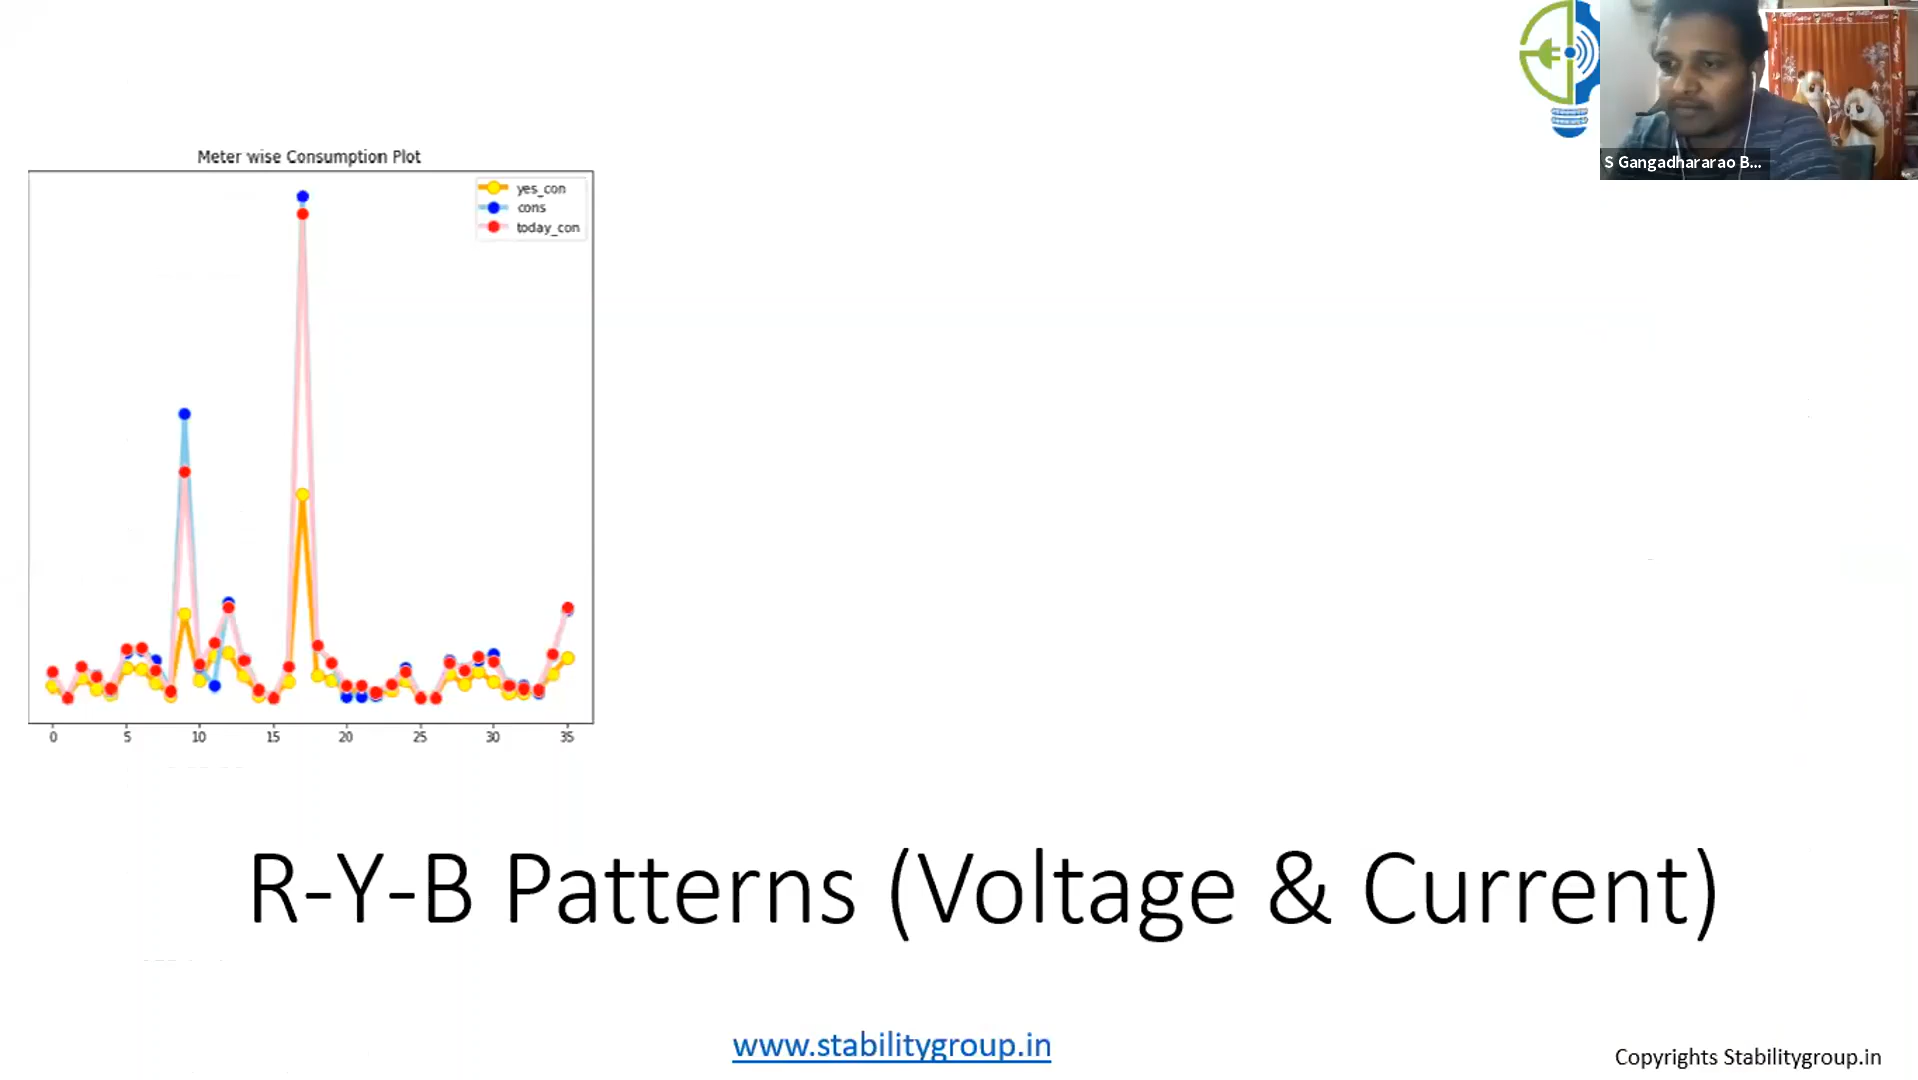 S Gangadhararao B...
Meter wise Consumption Plot
yes_con
cons
today_con
0 5 10 15 20 25 30 35
R-Y-B Patterns (Voltage & Current)
www.stabilitygroup.in
Copyrights Stabilitygroup.in